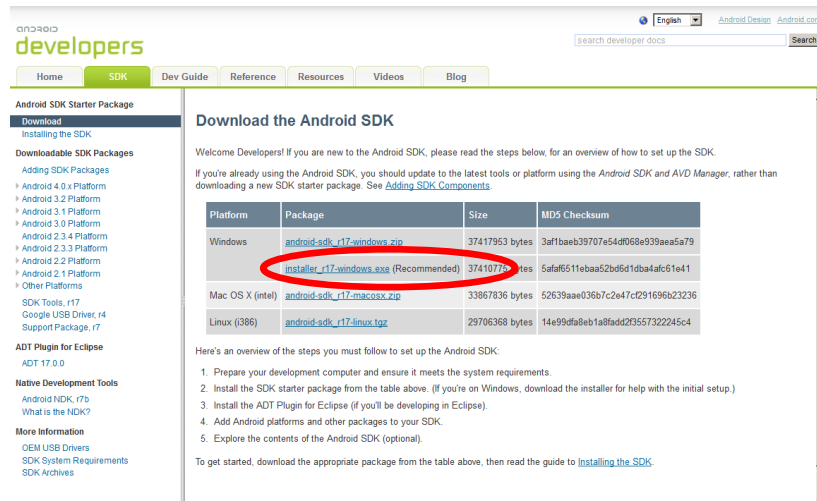 English Android Design Android.com
android
developers
search developer docs Search
Home SDK Dev Guide Reference Resources Videos Blog
Android SDK Starter Package
Download
Installing the SDK
Downloadable SDK Packages
Adding SDK Packages
Android 4.0.x Platform
Android 3.2 Platform
Android 3.1 Platform
Android 3.0 Platform
Android 2.3.4 Platform
Android 2.3.3 Platform
Android 2.2 Platform
Android 2.1 Platform
Other Platforms
SDK Tools, r17
Google USB Driver, r4
Support Package, r7
ADT Plugin for Eclipse
ADT 17.0.0
Native Development Tools
Android NDK, r7b
What is the NDK?
More Information
OEM USB Drivers
SDK System Requirements
SDK Archives
Download the Android SDK
Welcome Developers! If you are new to the Android SDK, please read the steps below, for an overview of how to set up the SDK.
If you're already using the Android SDK, you should update to the latest tools or platform using the Android SDK and AVD Manager, rather than
downloading a new SDK starter package. See Adding SDK Components.
Platform Package Size MD5 Checksum
Windows android-sdk_r17-windows.zip 37417953 bytes 3af1baeb39707e54df068e939aea5a79
installer_r17-windows.exe (Recommended) 37410775 bytes 5afaf6511ebaa52bd6d1dba4afc61e41
Mac OS X (intel) android-sdk_r17-macosx.zip 33867836 bytes 52639aae036b7c2e47cf291696b23236
Linux (i386) android-sdk_r17-linux.tgz 29706368 bytes 14e99dfa8eb1a8fadd2f3557322245c4
Here's an overview of the steps you must follow to set up the Android SDK:
1. Prepare your development computer and ensure it meets the system requirements.
2. Install the SDK starter package from the table above. (If you're on Windows, download the installer for help with the initial setup.)
3. Install the ADT Plugin for Eclipse (if you'll be developing in Eclipse).
4. Add Android platforms and other packages to your SDK.
5. Explore the contents of the Android SDK (optional).
To get started, download the appropriate package from the table above, then read the guide to Installing the SDK.